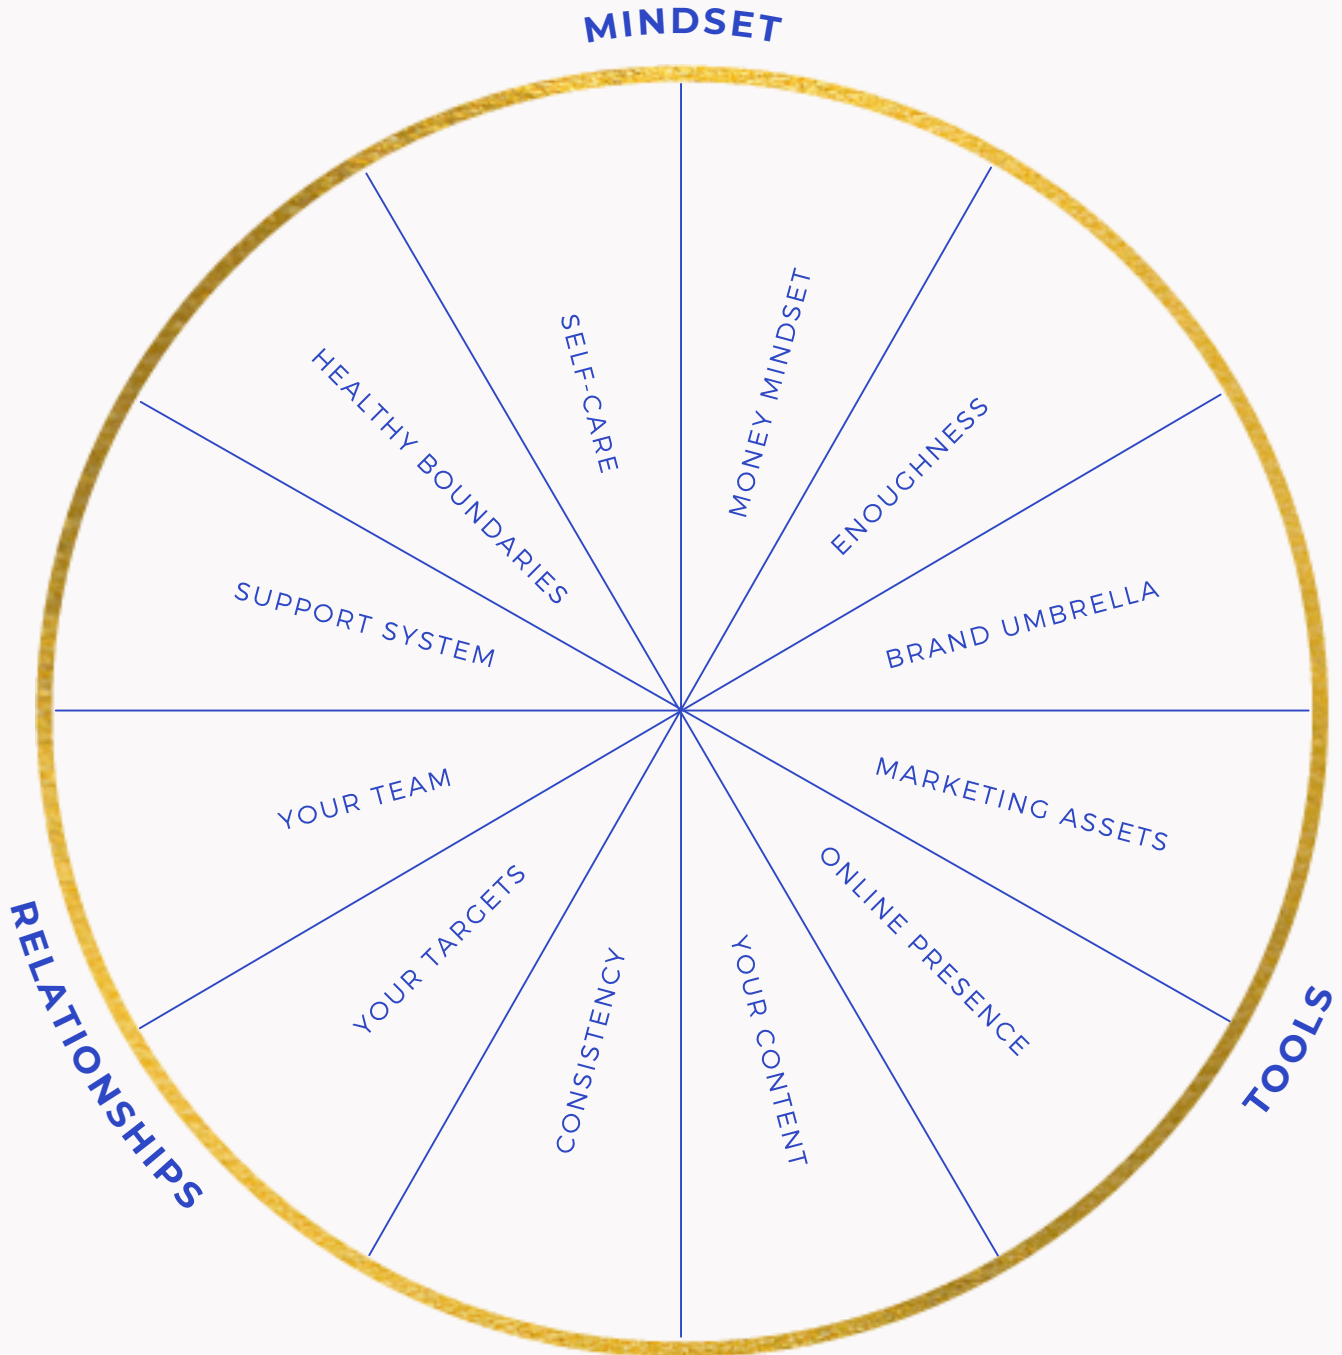 MINDSET
MONEY MINDSET
ENOUGHNESS
BRAND UMBRELLA
MARKETING ASSETS
ONLINE PRESENCE
YOUR CONTENT
TOOLS
CONSISTENCY
YOUR TARGETS
YOUR TEAM
RELATIONSHIPS
SUPPORT SYSTEM
HEALTHY BOUNDARIES
SELF-CARE